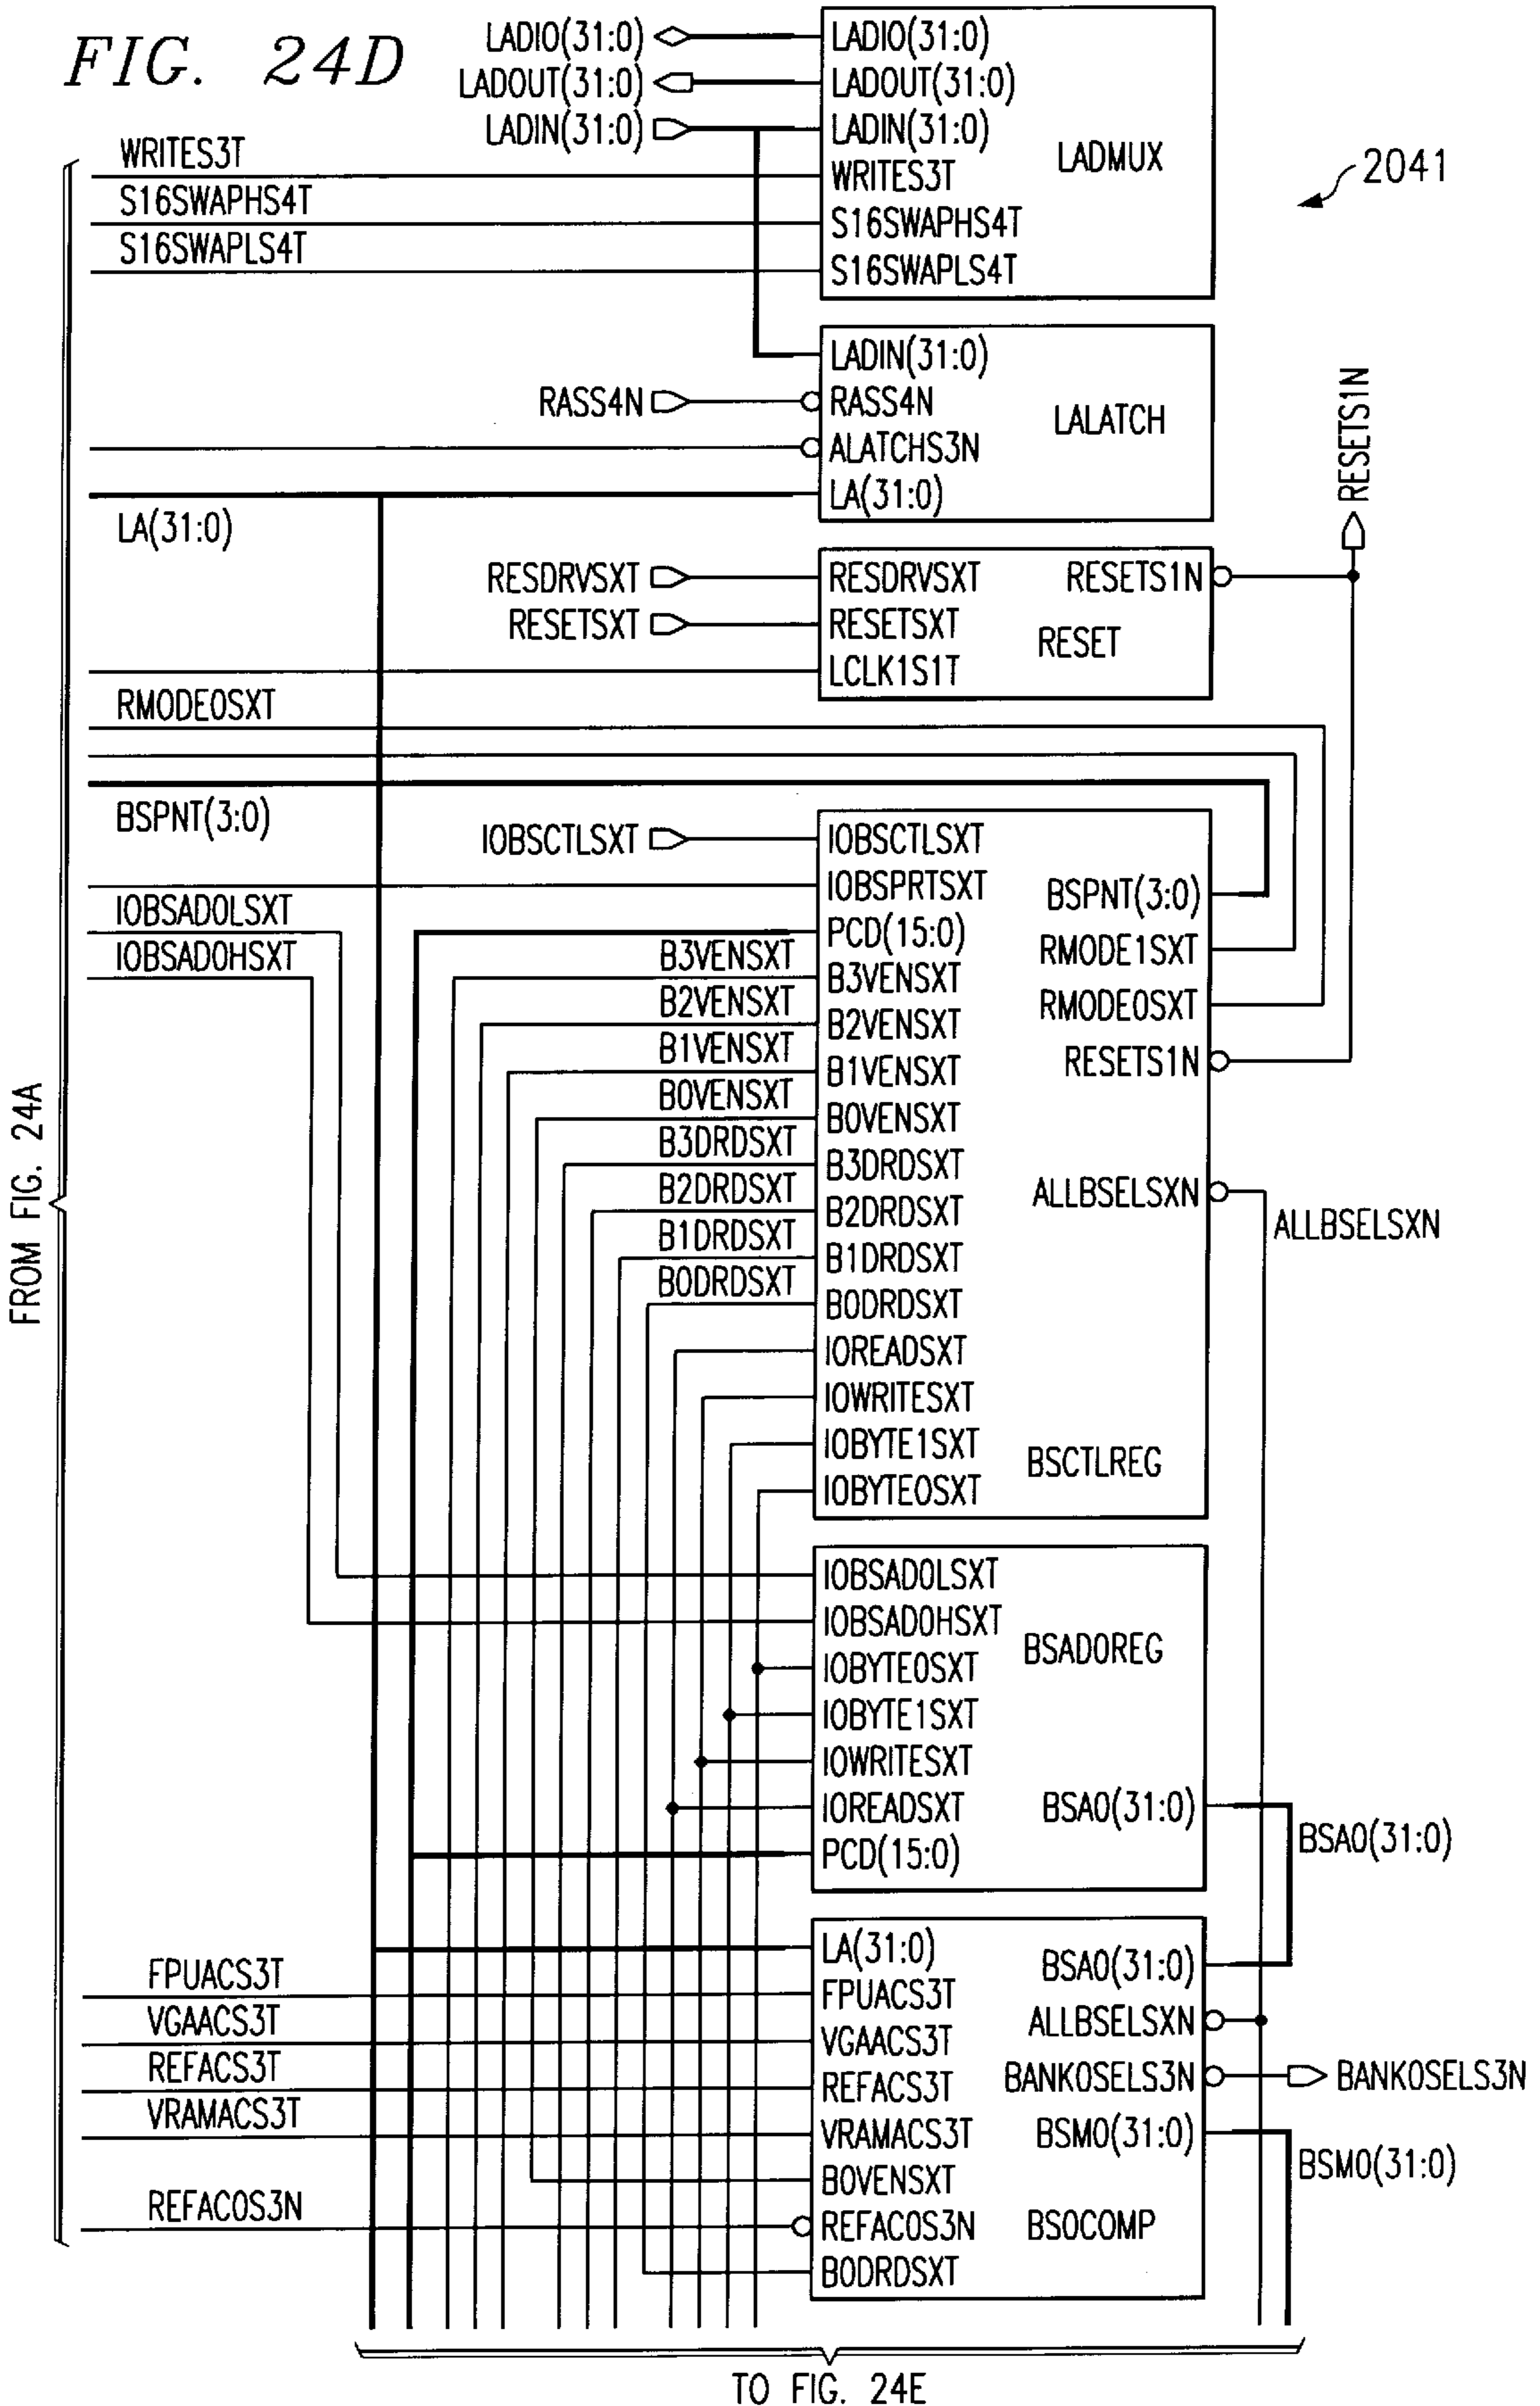 FIG. 24D
LADIO(31:0)
LADOUT(31:0)
LADIN(31:0)
LADIO(31:0)
LADOUT(31:0)
LADIN(31:0)
WRITES3T
S16SWAPHS4T
S16SWAPLS4T
LADMUX
2041
WRITES3T
S16SWAPHS4T
S16SWAPLS4T
RASS4N
LADIN(31:0)
RASS4N
ALATCHS3N
LA(31:0)
LALATCH
LA(31:0)
RESETS1N
RESDRVSXT
RESETSXT
RESDRVSXT
RESETSXT
LCLK1S1T
RESETS1N
RESET
RMODE0SXT
BSPNT(3:0)
IOBSCTLSXT
IOBSAD0LSXT
IOBSAD0HSXT
B3VENSXT
B2VENSXT
B1VENSXT
B0VENSXT
B3DRDSXT
B2DRDSXT
B1DRDSXT
B0DRDSXT
IOBSCTLSXT
IOBSPRTSXT
PCD(15:0)
B3VENSXT
B2VENSXT
B1VENSXT
B0VENSXT
B3DRDSXT
B2DRDSXT
B1DRDSXT
B0DRDSXT
IOREADSXT
IOWRITESXT
IOBYTE1SXT
IOBYTE0SXT
BSPNT(3:0)
RMODE1SXT
RMODE0SXT
RESETS1N
ALLBSELSXN
BSCTLREG
ALLBSELSXN
FROM FIG. 24A
IOBSAD0LSXT
IOBSAD0HSXT
IOBYTE0SXT
IOBYTE1SXT
IOWRITESXT
IOREADSXT
PCD(15:0)
BSAD0REG
BSA0(31:0)
BSA0(31:0)
FPUACS3T
VGAACS3T
REFACS3T
VRAMACS3T
REFAC0S3N
LA(31:0)
FPUACS3T
VGAACS3T
REFACS3T
VRAMACS3T
B0VENSXT
REFAC0S3N
B0DRDSXT
BSA0(31:0)
ALLBSELSXN
BANK0SELS3N
BSM0(31:0)
BS0COMP
BANK0SELS3N
BSM0(31:0)
TO FIG. 24E